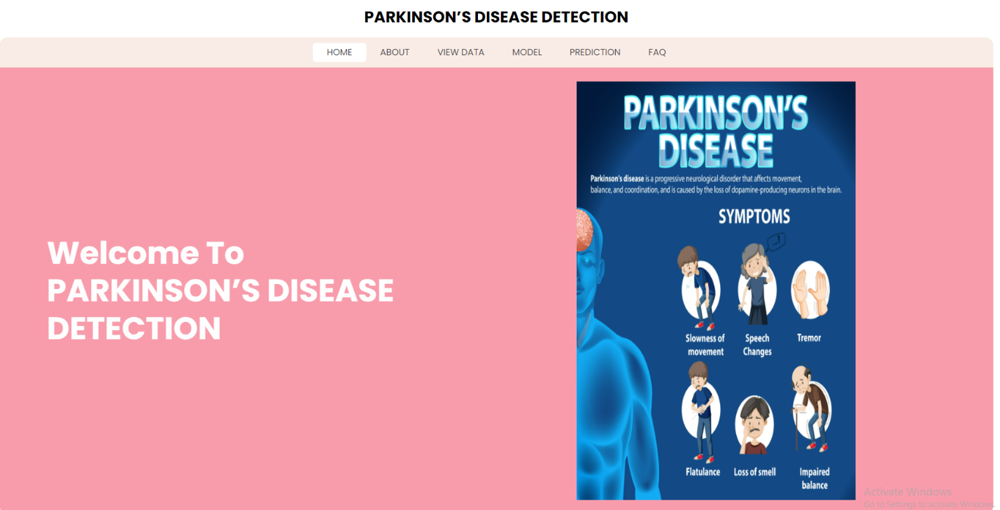 PARKINSON’S DISEASE DETECTION
HOME ABOUT VIEW DATA MODEL PREDICTION FAQ
Welcome To
PARKINSON’S DISEASE
DETECTION
PARKINSON’S
DISEASE
Parkinson's disease is a progressive neurological disorder that affects movement,
balance, and coordination, and is caused by the loss of dopamine-producing neurons in the brain.
SYMPTOMS
...!
Slowness of
movement
Speech
Changes
Tremor
Flatulance
Loss of smell
Impaired
balance
Activate Windows
Go to Settings to activate Windows.